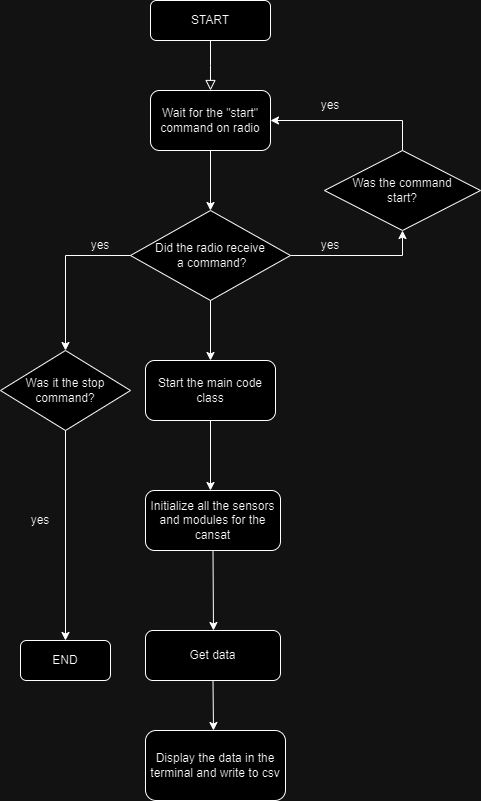 START
Wait for the "start"
command on radio
yes
Was the command
start?
Did the radio receive
a command?
yes
yes
Was it the stop
command?
Start the main code
class
yes
Initialize all the sensors
and modules for the
cansat
END
Get data
Display the data in the
terminal and write to csv